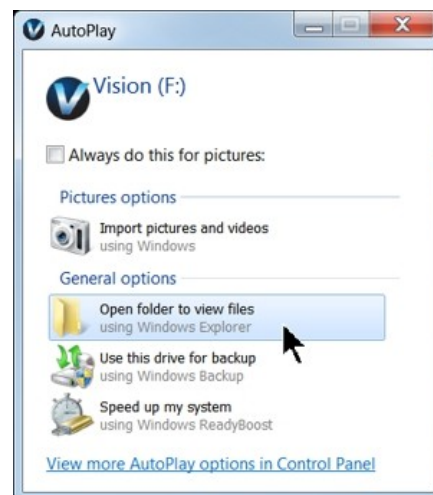 AutoPlay
Vision (F:)
Always do this for pictures:
Pictures options
Import pictures and videos
using Windows
General options
Open folder to view files
using Windows Explorer
Use this drive for backup
using Windows Backup
Speed up my system
using Windows ReadyBoost
View more AutoPlay options in Control Panel